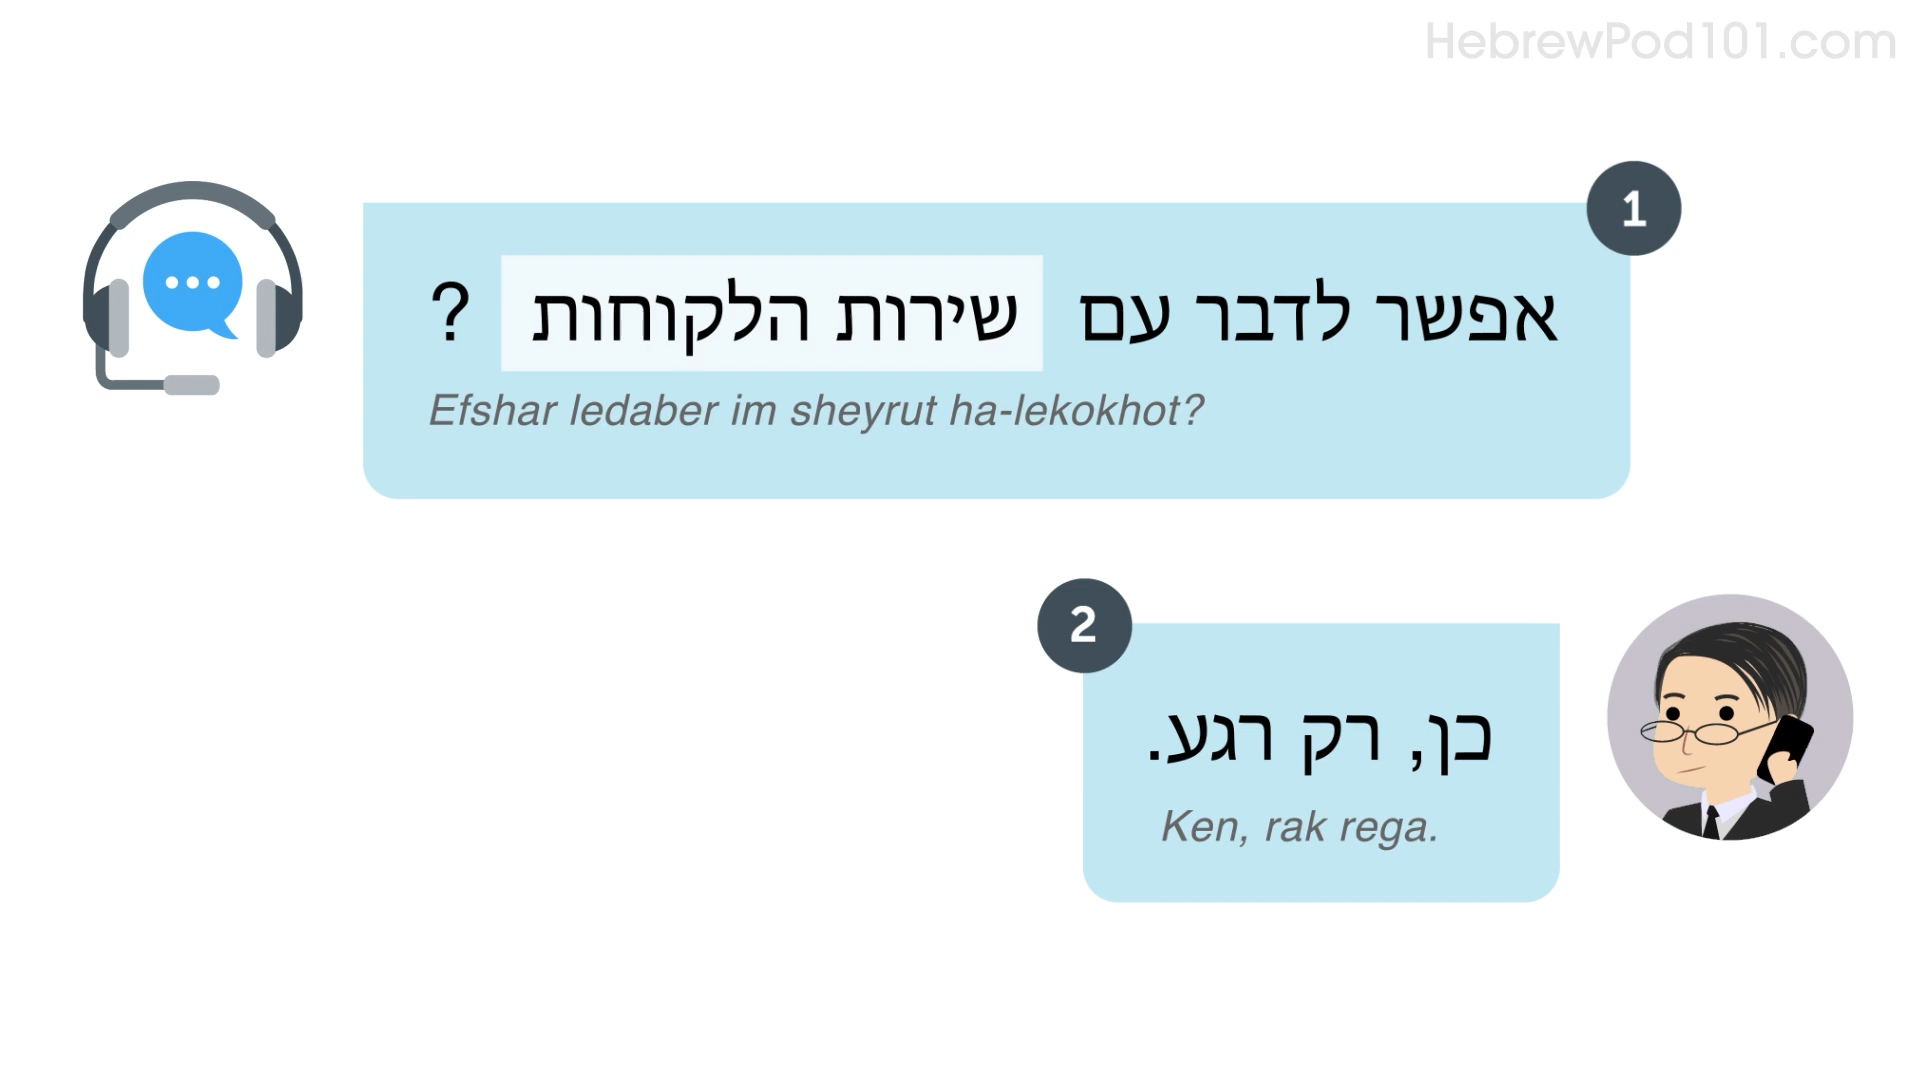 HebrewPod101.com
1
אפשר לדבר עם שירות הלקוחות ?
Efshar ledaber im sheyrut ha-lekokhot?
2
כן, רק רגע.
Ken, rak rega.